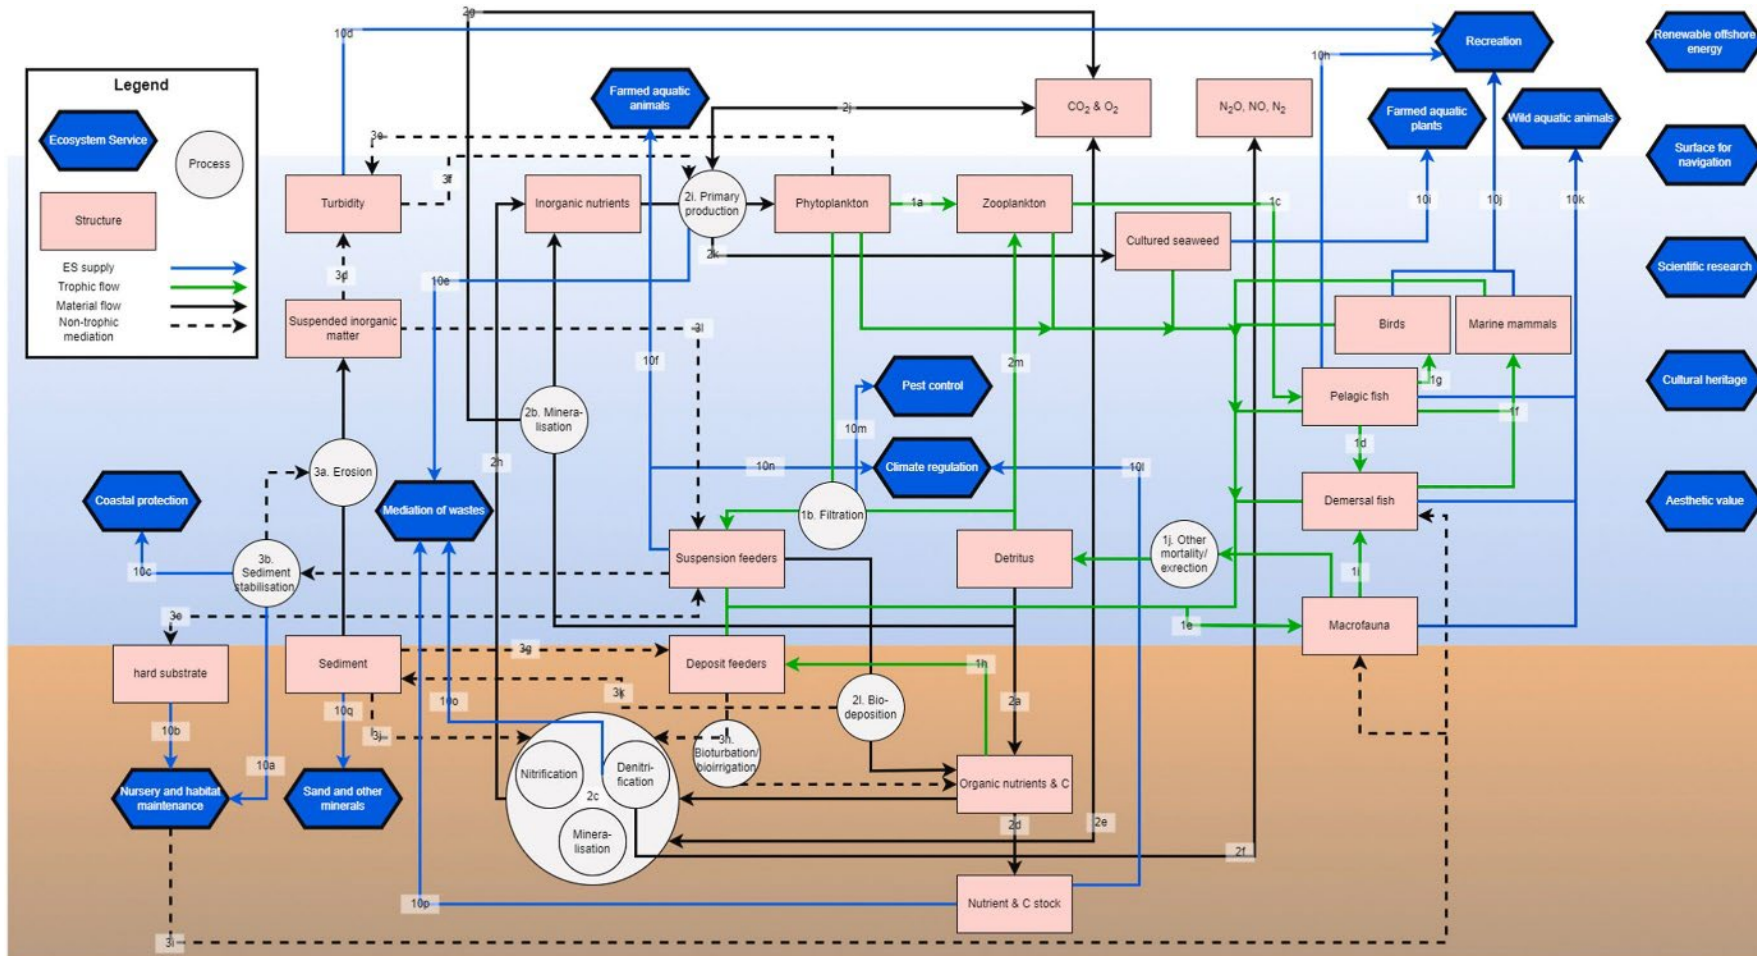 2g
10d
Recreation
Renewable offshore
energy
10h
Legend
Ecosystem Service
Process
Structure
ES supply
Trophic flow
Material flow
Non-trophic
mediation
Farmed aquatic
animals
2j
CO₂ & O₂
N₂O, NO, N₂
Farmed aquatic
plants
Wild aquatic animals
3e
3f
Surface for
navigation
Turbidity
Inorganic nutrients
2i. Primary
production
Phytoplankton
1a
Zooplankton
1c
10i
10j
10k
2k
Cultured seaweed
3d
10e
Scientific research
Suspended inorganic
matter
3l
Birds
Marine mammals
10f
2m
Pest control
1g
Cultural heritage
Pelagic fish
2b. Minera-
lisation
10m
1f
1d
2h
3a. Erosion
10n
Climate regulation
10l
Coastal protection
Mediation of wastes
1b. Filtration
Demersal fish
Aesthetic value
10c
3b.
Sediment
stabilisation
Suspension feeders
Detritus
1j. Other
mortality/
exrection
1i
3c
1e
Macrofauna
hard substrate
Sediment
3g
Deposit feeders
1h
3k
2l. Bio-
deposition
2a
10b
10q
10o
3j
3h.
Bioturbation/
bioirrigation
10a
Nitrification
Denitri-
fication
2c
Minera-
lisation
Organic nutrients & C
Nursery and habitat
maintenance
Sand and other
minerals
2d
2e
2f
10p
Nutrient & C stock
3i